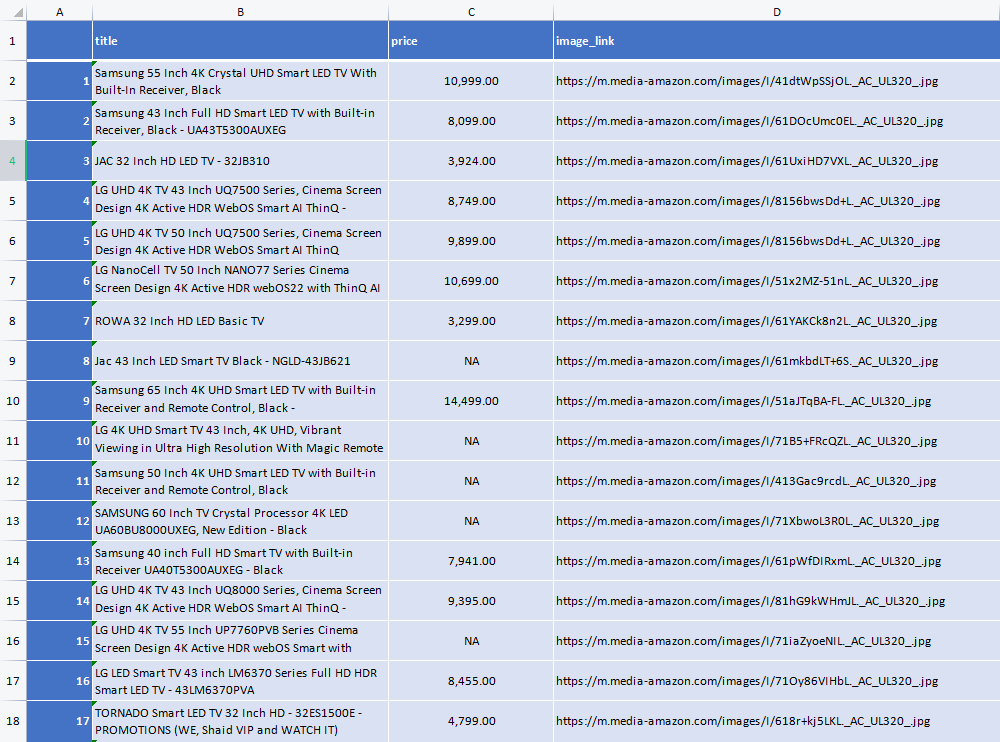 A B C D
1 title price image_link
2 1 Samsung 55 Inch 4K Crystal UHD Smart LED TV With
Built-In Receiver, Black 10,999.00 https://m.media-amazon.com/images/I/41dtWpSSjOL._AC_UL320_.jpg
3 2 Samsung 43 Inch Full HD Smart LED TV with Built-in
Receiver, Black - UA43T5300AUXEG 8,099.00 https://m.media-amazon.com/images/I/61DOcUmc0EL._AC_UL320_.jpg
4 3 JAC 32 Inch HD LED TV - 32JB310 3,924.00 https://m.media-amazon.com/images/I/61UxiHD7VXL._AC_UL320_.jpg
5 4 LG UHD 4K TV 43 Inch UQ7500 Series, Cinema Screen
Design 4K Active HDR WebOS Smart AI ThinQ - 8,749.00 https://m.media-amazon.com/images/I/8156bwsDd+L._AC_UL320_.jpg
6 5 LG UHD 4K TV 50 Inch UQ7500 Series, Cinema Screen
Design 4K Active HDR WebOS Smart AI ThinQ 9,899.00 https://m.media-amazon.com/images/I/8156bwsDd+L._AC_UL320_.jpg
7 6 LG NanoCell TV 50 Inch NANO77 Series Cinema
Screen Design 4K Active HDR webOS22 with ThinQ AI 10,699.00 https://m.media-amazon.com/images/I/51x2MZ-51nL._AC_UL320_.jpg
8 7 ROWA 32 Inch HD LED Basic TV 3,299.00 https://m.media-amazon.com/images/I/61YAKCk8n2L._AC_UL320_.jpg
9 8 Jac 43 Inch LED Smart TV Black - NGLD-43JB621 NA https://m.media-amazon.com/images/I/61mkbdLT+6S._AC_UL320_.jpg
10 9 Samsung 65 Inch 4K UHD Smart LED TV with Built-in
Receiver and Remote Control, Black - 14,499.00 https://m.media-amazon.com/images/I/51aJTqBA-FL._AC_UL320_.jpg
11 10 LG 4K UHD Smart TV 43 Inch, 4K UHD, Vibrant
Viewing in Ultra High Resolution With Magic Remote NA https://m.media-amazon.com/images/I/71B5+FRcQZL._AC_UL320_.jpg
12 11 Samsung 50 Inch 4K UHD Smart LED TV with Built-in
Receiver and Remote Control, Black NA https://m.media-amazon.com/images/I/413Gac9rcdL._AC_UL320_.jpg
13 12 SAMSUNG 60 Inch TV Crystal Processor 4K LED
UA60BU8000UXEG, New Edition - Black NA https://m.media-amazon.com/images/I/71XbwoL3R0L._AC_UL320_.jpg
14 13 Samsung 40 inch Full HD Smart TV with Built-in
Receiver UA40T5300AUXEG - Black 7,941.00 https://m.media-amazon.com/images/I/61pWfDIRxmL._AC_UL320_.jpg
15 14 LG UHD 4K TV 43 Inch UQ8000 Series, Cinema Screen
Design 4K Active HDR WebOS Smart AI ThinQ - 9,395.00 https://m.media-amazon.com/images/I/81hG9kWHmJL._AC_UL320_.jpg
16 15 LG UHD 4K TV 55 Inch UP7760PVB Series Cinema
Screen Design 4K Active HDR webOS Smart with NA https://m.media-amazon.com/images/I/71iaZyoeNIL._AC_UL320_.jpg
17 16 LG LED Smart TV 43 inch LM6370 Series Full HD HDR
Smart LED TV - 43LM6370PVA 8,455.00 https://m.media-amazon.com/images/I/71Oy86VIHbL._AC_UL320_.jpg
18 17 TORNADO Smart LED TV 32 Inch HD - 32ES1500E -
PROMOTIONS (WE, Shaid VIP and WATCH IT) 4,799.00 https://m.media-amazon.com/images/I/618r+kj5LKL._AC_UL320_.jpg